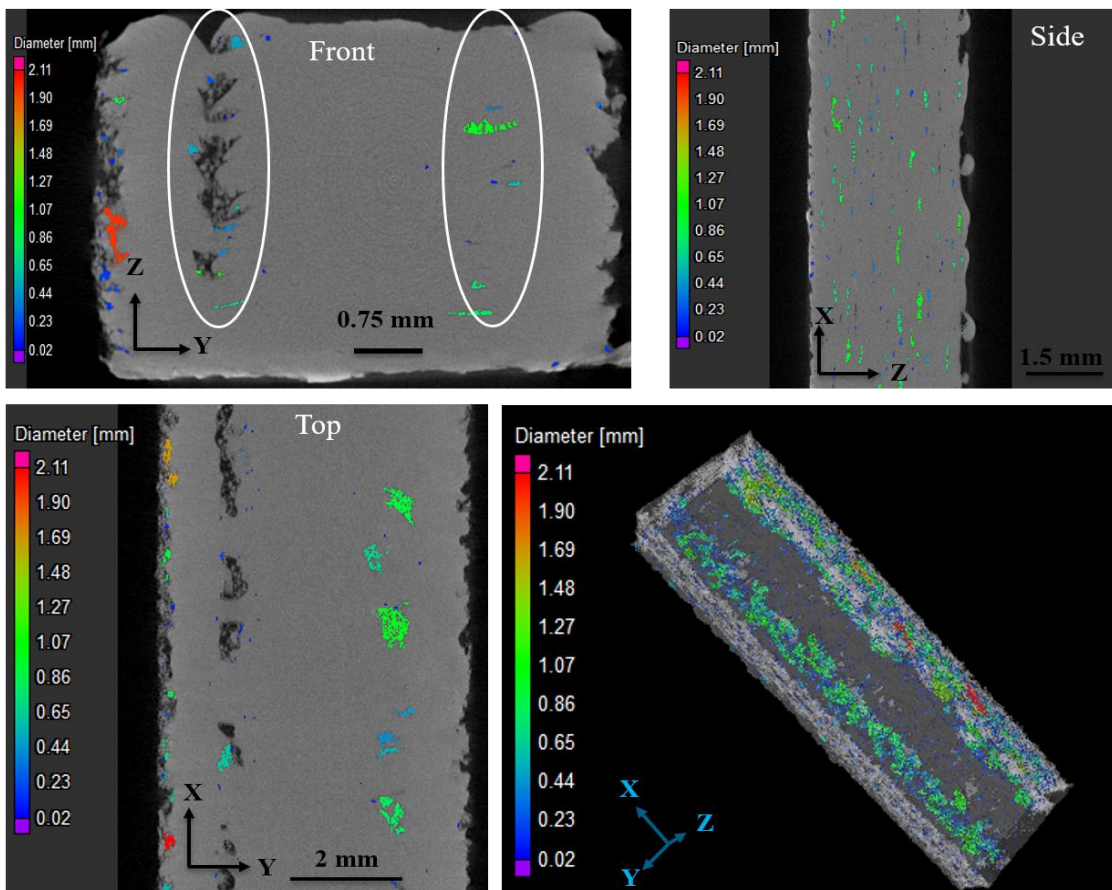 Front
Diameter [mm]
2.11
1.90
1.69
1.48
1.27
1.07
0.86
0.65
0.44
0.23
0.02
Z
Y
0.75 mm
Side
Diameter [mm]
2.11
1.90
1.69
1.48
1.27
1.07
0.86
0.65
0.44
0.23
0.02
X
Z
1.5 mm
Top
Diameter [mm]
2.11
1.90
1.69
1.48
1.27
1.07
0.86
0.65
0.44
0.23
0.02
X
Y
2 mm
Diameter [mm]
2.11
1.90
1.69
1.48
1.27
1.07
0.86
0.65
0.44
0.23
0.02
X
Z
Y